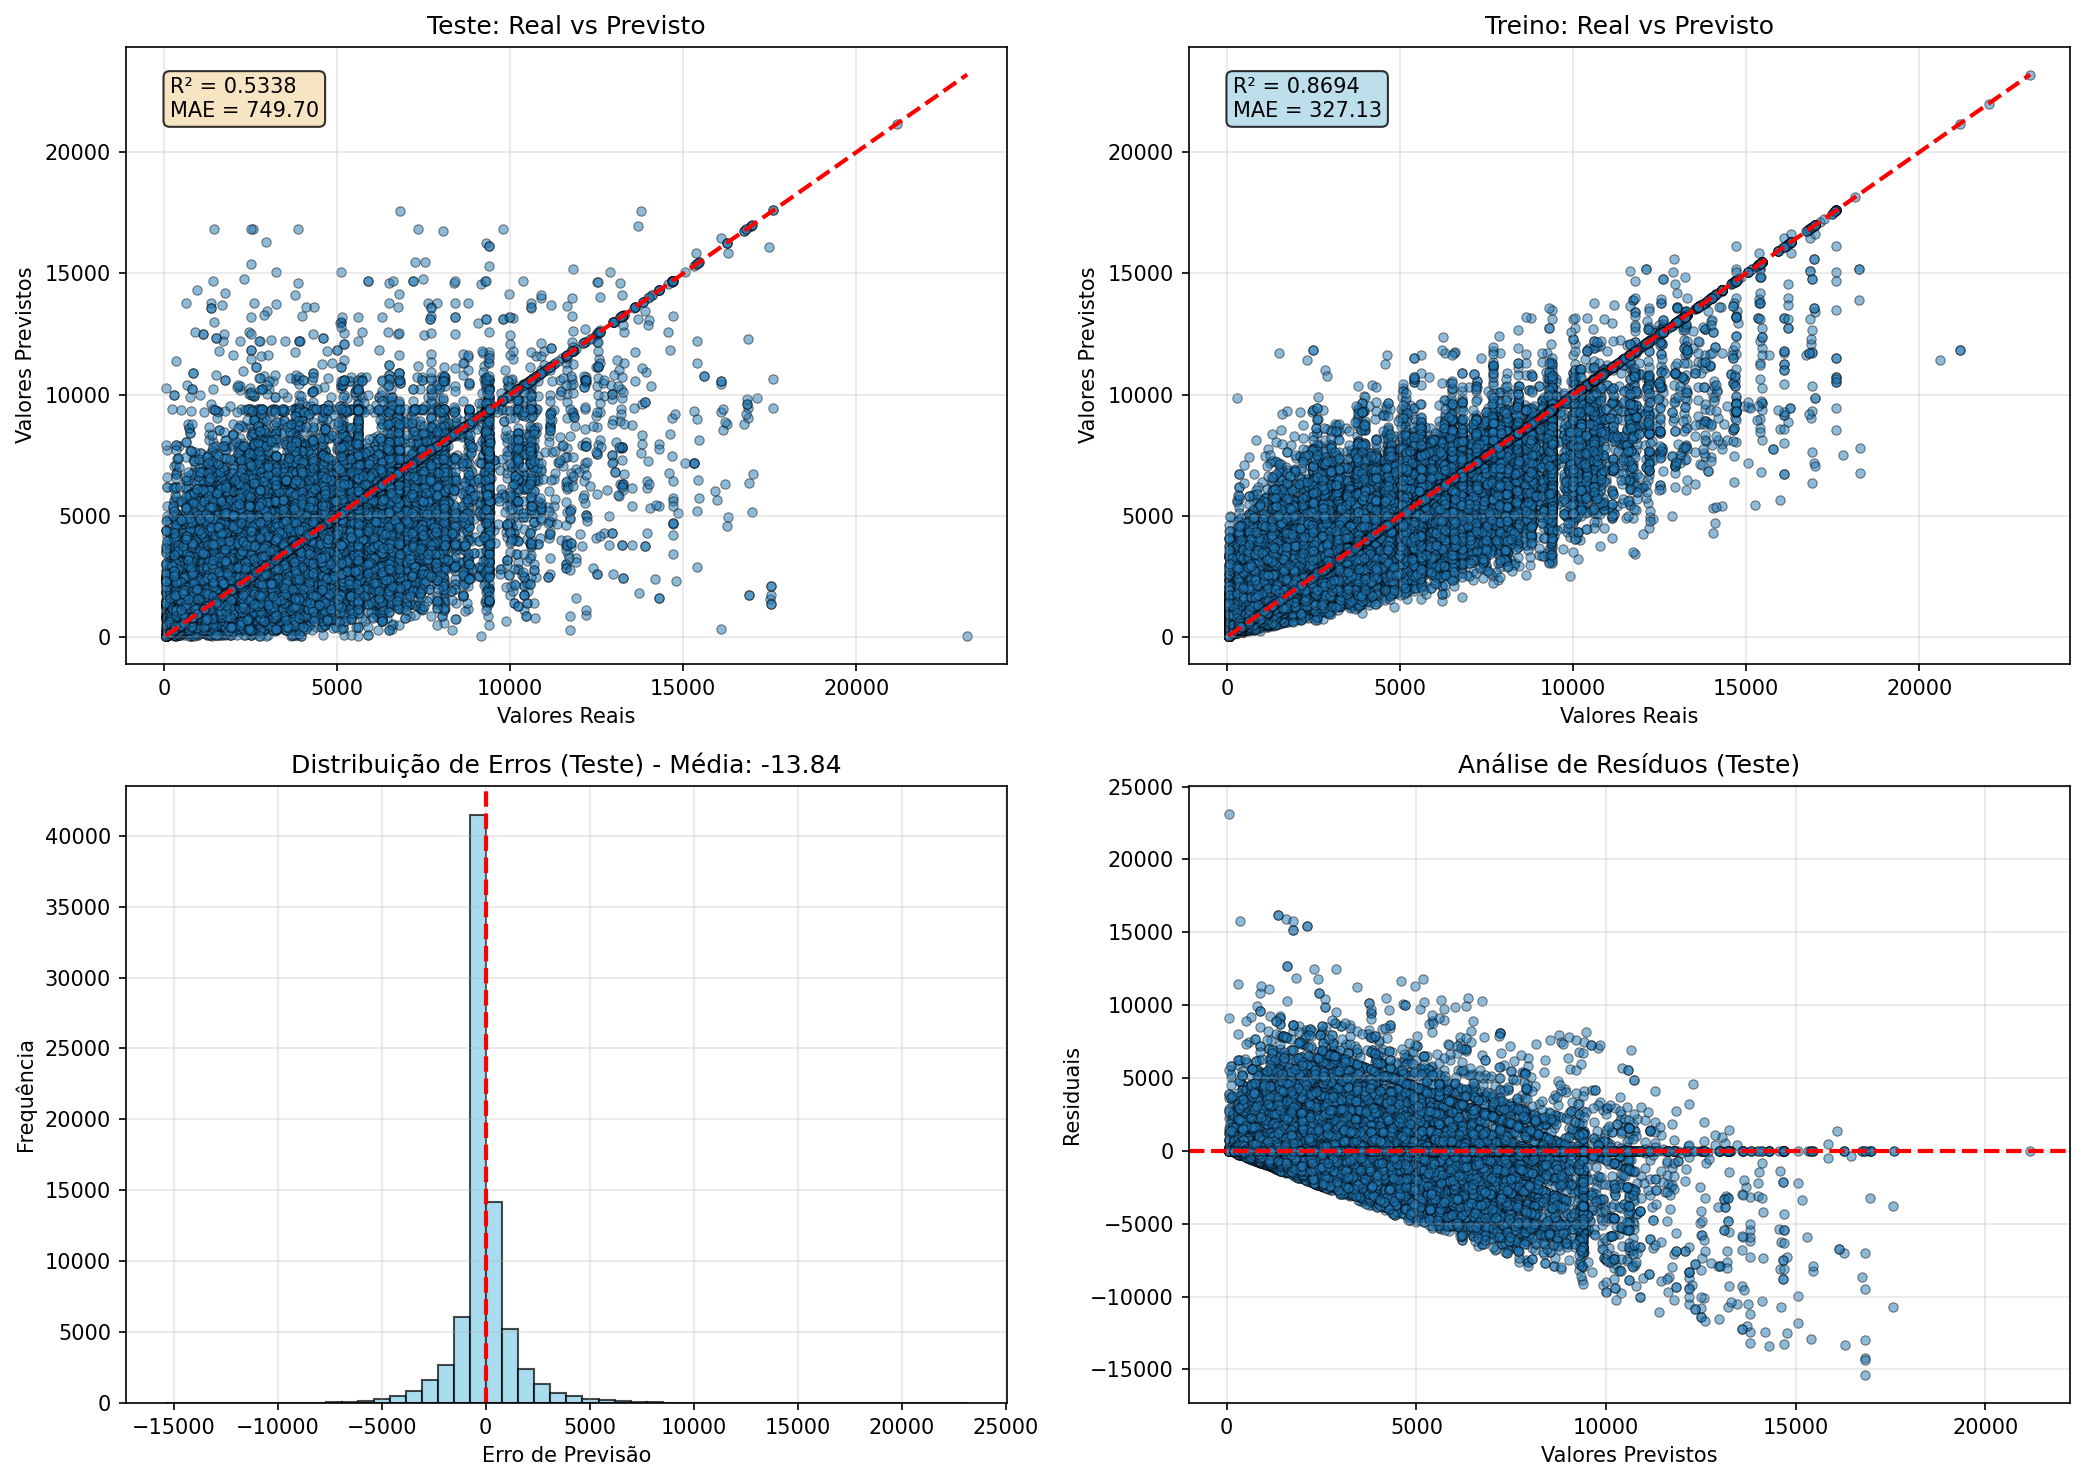 Teste: Real vs Previsto
R² = 0.5338
MAE = 749.70
20000
15000
10000
5000
0
Valores Previstos
0 5000 10000 15000 20000
Valores Reais
Treino: Real vs Previsto
R² = 0.8694
MAE = 327.13
20000
15000
10000
5000
0
Valores Previstos
0 5000 10000 15000 20000
Valores Reais
Distribuição de Erros (Teste) - Média: -13.84
40000
35000
30000
25000
20000
15000
10000
5000
0
Frequência
−15000 −10000 −5000 0 5000 10000 15000 20000 25000
Erro de Previsão
Análise de Resíduos (Teste)
25000
20000
15000
10000
5000
0
−5000
−10000
−15000
Residuais
0 5000 10000 15000 20000
Valores Previstos